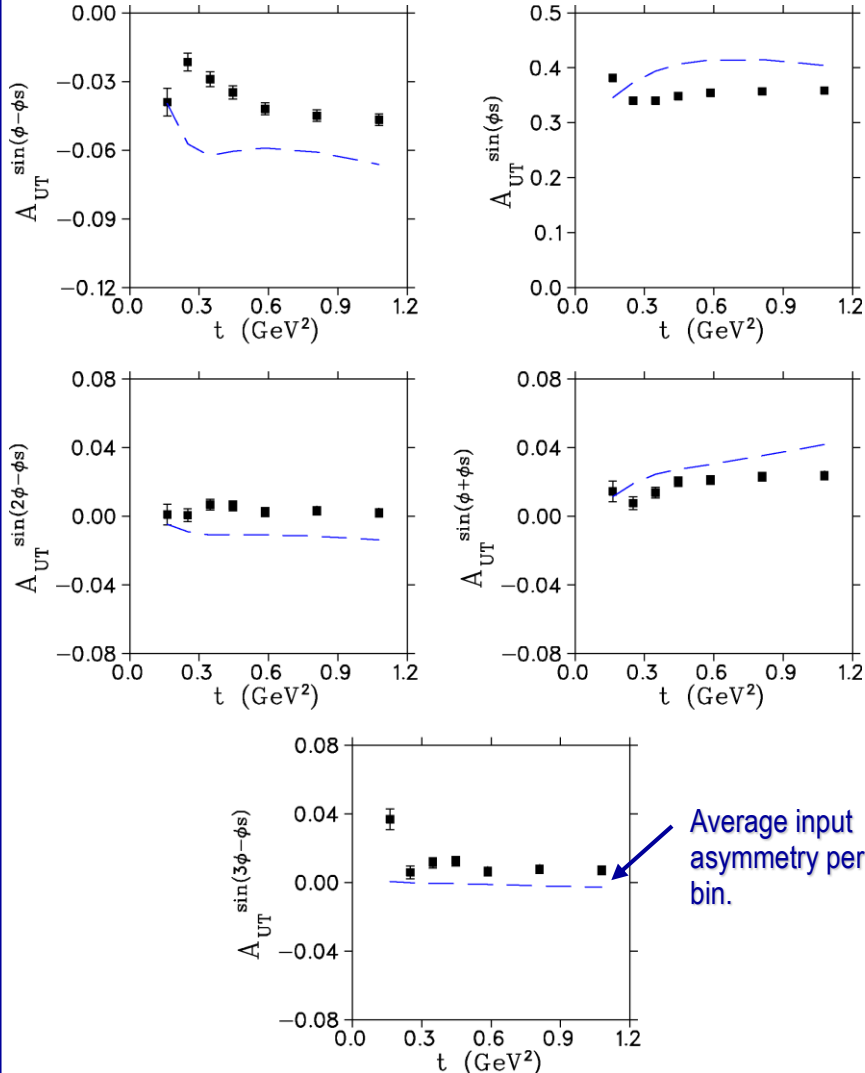 0.00
−0.03
−0.06
−0.09
−0.12
0.0 0.3 0.6 0.9 1.2
A_UT^sin(ϕ−ϕs)
t (GeV²)
0.5
0.4
0.3
0.2
0.1
0.0
0.0 0.3 0.6 0.9 1.2
A_UT^sin(ϕs)
t (GeV²)
0.08
0.04
0.00
−0.04
−0.08
0.0 0.3 0.6 0.9 1.2
A_UT^sin(2ϕ−ϕs)
t (GeV²)
0.08
0.04
0.00
−0.04
−0.08
0.0 0.3 0.6 0.9 1.2
A_UT^sin(ϕ+ϕs)
t (GeV²)
0.08
0.04
0.00
−0.04
−0.08
0.0 0.3 0.6 0.9 1.2
A_UT^sin(3ϕ−ϕs)
t (GeV²)
Average input
asymmetry per
bin.